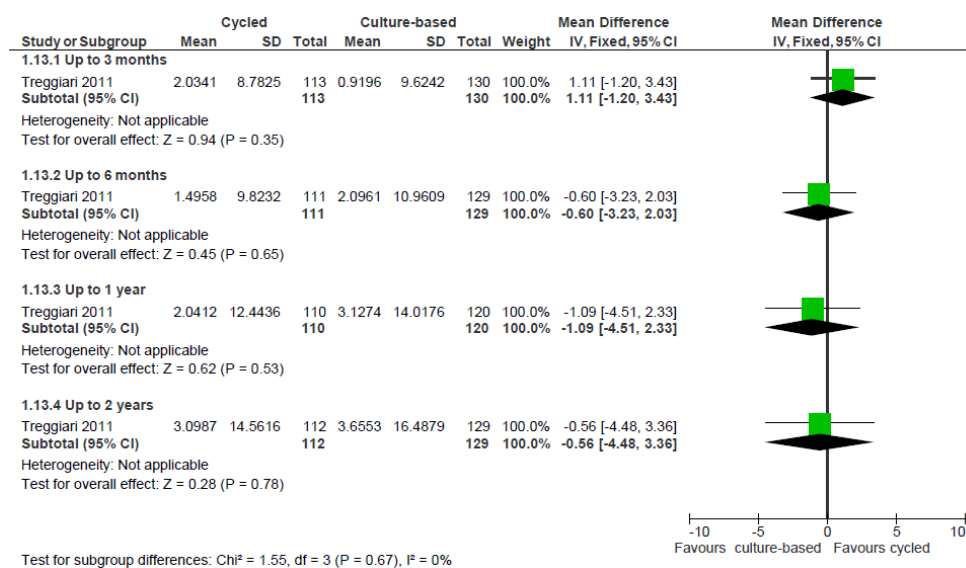 Cycled Culture-based Mean Difference Mean Difference
Study or Subgroup Mean SD Total Mean SD Total Weight IV, Fixed, 95% CI IV, Fixed, 95% CI
1.13.1 Up to 3 months
Treggiari 2011 2.0341 8.7825 113 0.9196 9.6242 130 100.0% 1.11 [-1.20, 3.43]
Subtotal (95% CI) 113 130 100.0% 1.11 [-1.20, 3.43]
Heterogeneity: Not applicable
Test for overall effect: Z = 0.94 (P = 0.35)
1.13.2 Up to 6 months
Treggiari 2011 1.4958 9.8232 111 2.0961 10.9609 129 100.0% -0.60 [-3.23, 2.03]
Subtotal (95% CI) 111 129 100.0% -0.60 [-3.23, 2.03]
Heterogeneity: Not applicable
Test for overall effect: Z = 0.45 (P = 0.65)
1.13.3 Up to 1 year
Treggiari 2011 2.0412 12.4436 110 3.1274 14.0176 120 100.0% -1.09 [-4.51, 2.33]
Subtotal (95% CI) 110 120 100.0% -1.09 [-4.51, 2.33]
Heterogeneity: Not applicable
Test for overall effect: Z = 0.62 (P = 0.53)
1.13.4 Up to 2 years
Treggiari 2011 3.0987 14.5616 112 3.6553 16.4879 129 100.0% -0.56 [-4.48, 3.36]
Subtotal (95% CI) 112 129 100.0% -0.56 [-4.48, 3.36]
Heterogeneity: Not applicable
Test for overall effect: Z = 0.28 (P = 0.78)
-10 -5 0 5 10
Favours culture-based Favours cycled
Test for subgroup differences: Chi² = 1.55, df = 3 (P = 0.67), I² = 0%